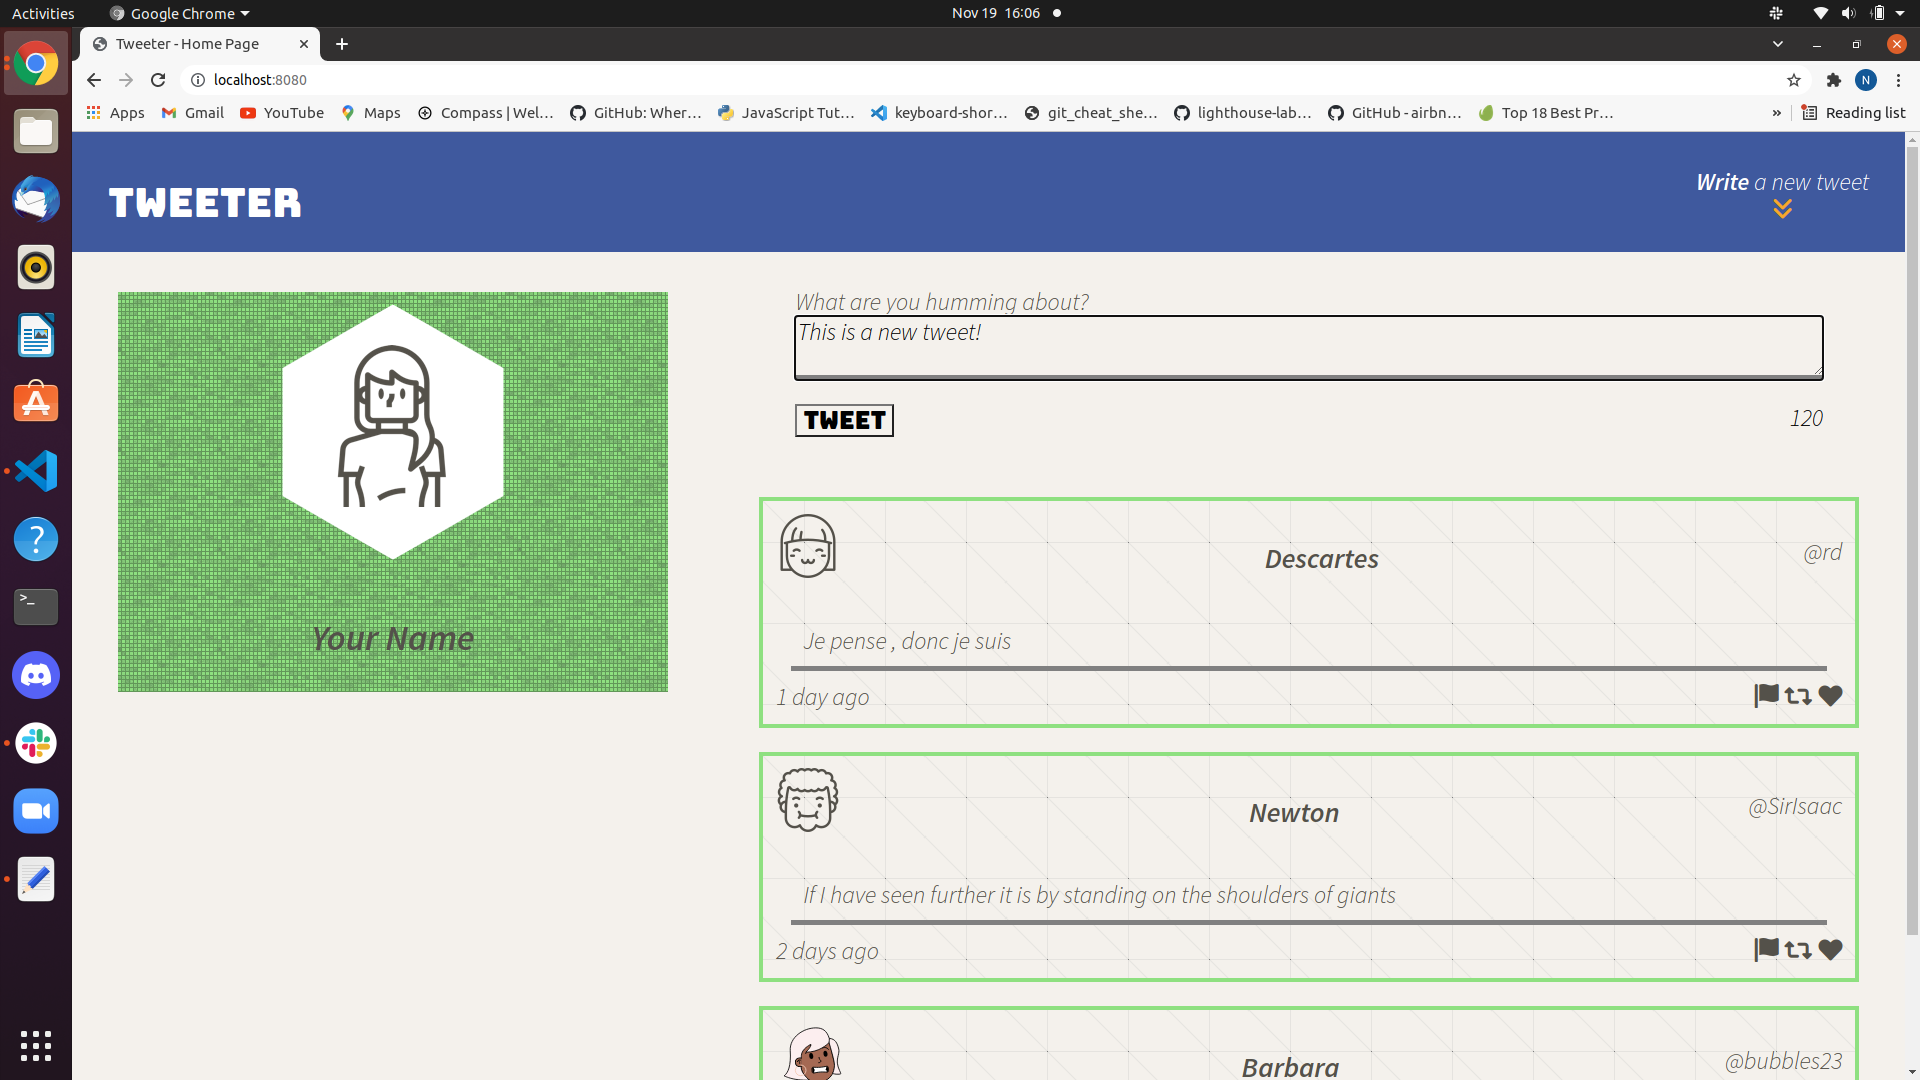 Activities
Google Chrome
Nov 19 16:06
Tweeter - Home Page
localhost:8080
N
Apps
Gmail
YouTube
Maps
Compass | Wel...
GitHub: Wher...
JavaScript Tut...
keyboard-shor...
git_cheat_she...
lighthouse-lab...
GitHub - airbn...
Top 18 Best Pr...
»
Reading list
TWEETER
Write a new tweet
What are you humming about?
This is a new tweet!
TWEET
120
Your Name
Descartes
@rd
Je pense , donc je suis
1 day ago
Newton
@SirIsaac
If I have seen further it is by standing on the shoulders of giants
2 days ago
Barbara
@bubbles23